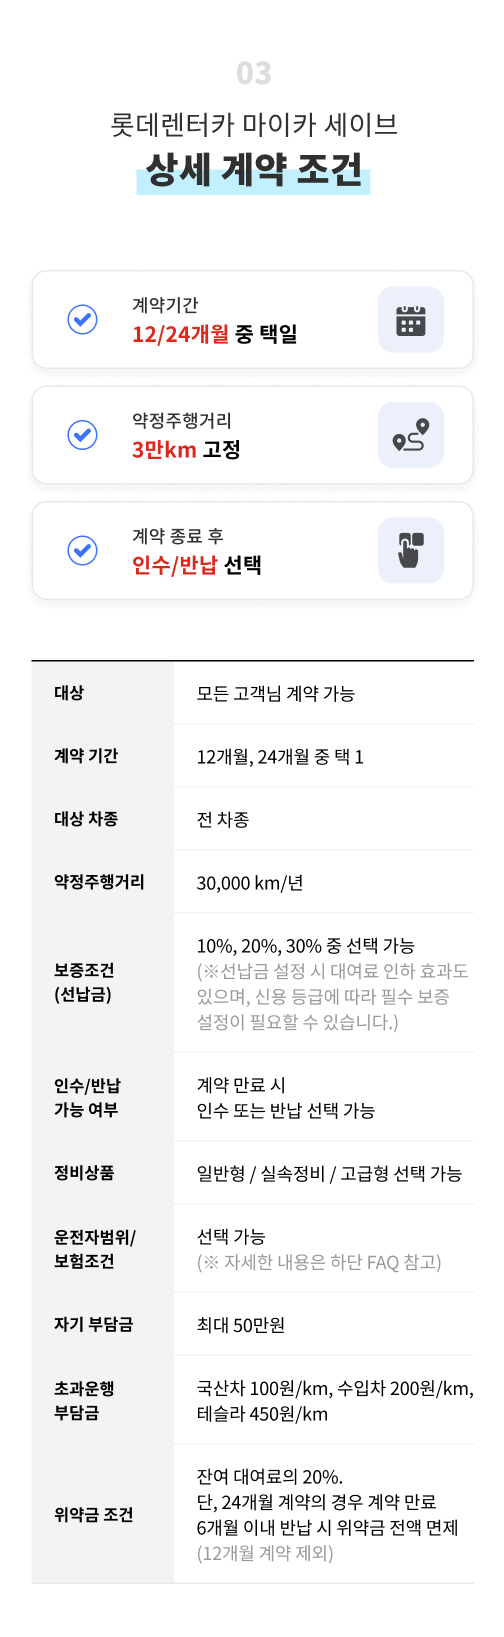 03
롯데렌터카 마이카 세이브
상세 계약 조건
계약기간
12/24개월 중 택일
약정주행거리
3만km 고정
계약 종료 후
인수/반납 선택
대상
모든 고객님 계약 가능
계약 기간
12개월, 24개월 중 택 1
대상 차종
전 차종
약정주행거리
30,000 km/년
보증조건
(선납금)
10%, 20%, 30% 중 선택 가능
(※선납금 설정 시 대여료 인하 효과도
있으며, 신용 등급에 따라 필수 보증
설정이 필요할 수 있습니다.)
인수/반납
가능 여부
계약 만료 시
인수 또는 반납 선택 가능
정비상품
일반형 / 실속정비 / 고급형 선택 가능
운전자범위/
보험조건
선택 가능
(※ 자세한 내용은 하단 FAQ 참고)
자기 부담금
최대 50만원
초과운행
부담금
국산차 100원/km, 수입차 200원/km,
테슬라 450원/km
위약금 조건
잔여 대여료의 20%.
단, 24개월 계약의 경우 계약 만료
6개월 이내 반납 시 위약금 전액 면제
(12개월 계약 제외)